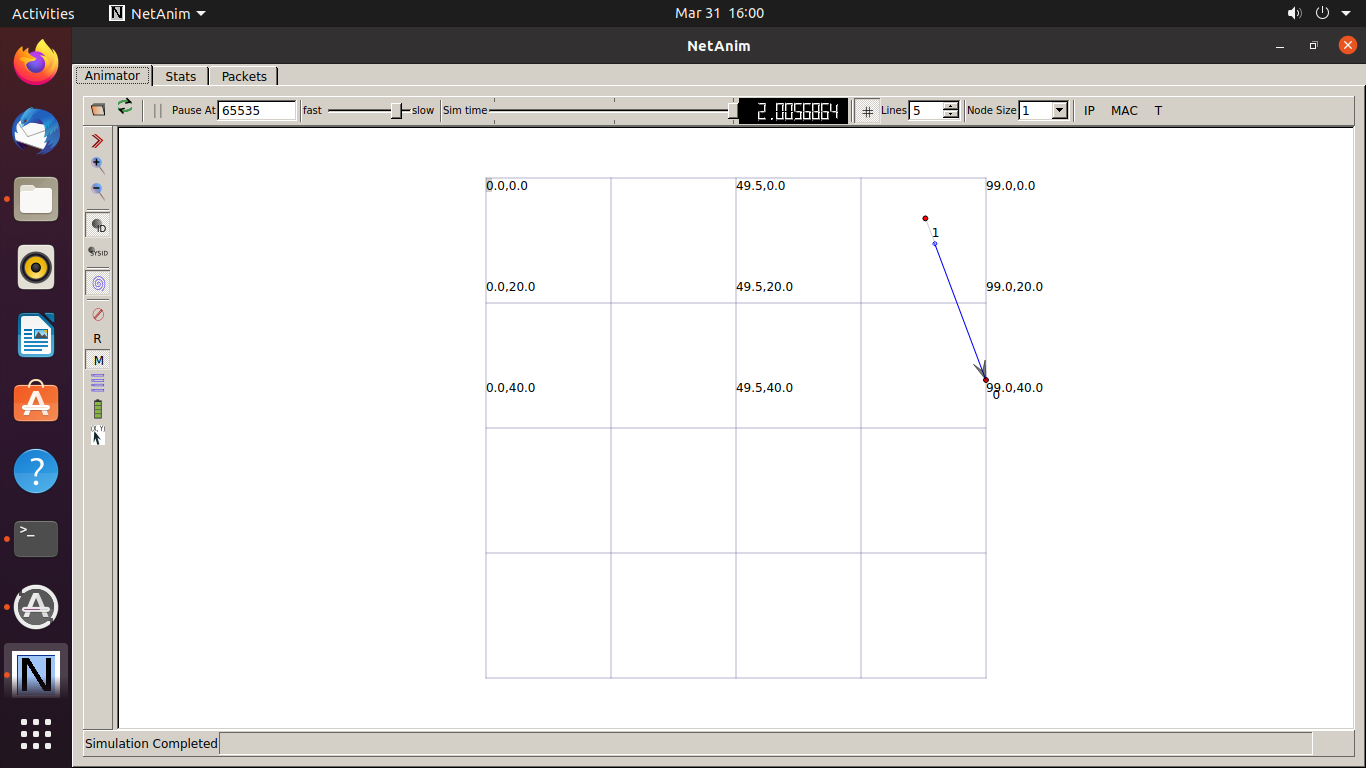 Activities NetAnim Mar 31 16:00
NetAnim
Animator Stats Packets
Pause At 65535 fast slow Sim time 2.0056864 Lines 5 Node Size 1 IP MAC T
ID
SYSID
R
M
(X,Y)
0.0,0.0 49.5,0.0 99.0,0.0
1
0.0,20.0 49.5,20.0 99.0,20.0
0.0,40.0 49.5,40.0 99.0,40.0
0
Simulation Completed